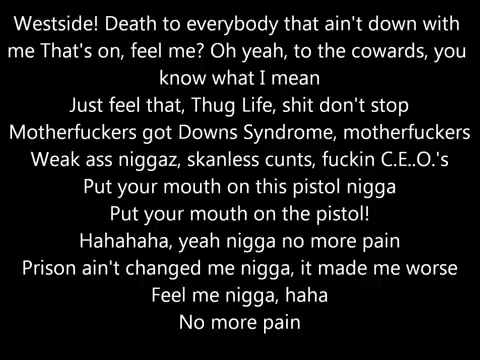 Westside! Death to everybody that ain't down with
me That's on, feel me? Oh yeah, to the cowards, you
know what I mean
Just feel that, Thug Life, shit don't stop
Motherfuckers got Downs Syndrome, motherfuckers
Weak ass niggaz, skanless cunts, fuckin C.E..O.'s
Put your mouth on this pistol nigga
Put your mouth on the pistol!
Hahahaha, yeah nigga no more pain
Prison ain't changed me nigga, it made me worse
Feel me nigga, haha
No more pain